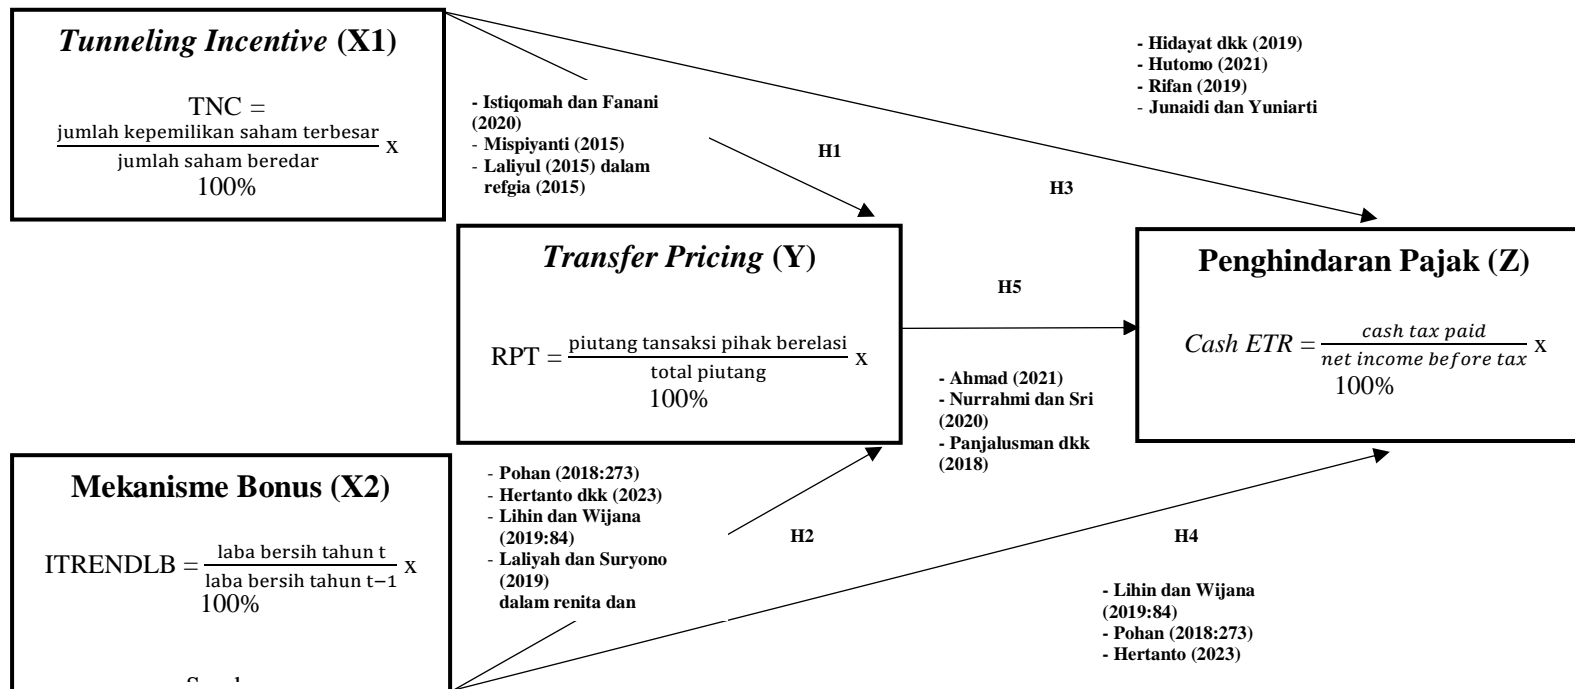 Tunneling Incentive (X1)
TNC =
jumlah kepemilikan saham terbesar
jumlah saham beredar
x
100%
- Istiqomah dan Fanani
(2020)
- Mispiyanti (2015)
- Laliyul (2015) dalam
refgia (2015)
H1
- Hidayat dkk (2019)
- Hutomo (2021)
- Rifan (2019)
- Junaidi dan Yuniarti
H3
Transfer Pricing (Y)
RPT = piutang tansaksi pihak berelasi x
total piutang
100%
H5
- Ahmad (2021)
- Nurrahmi dan Sri
(2020)
- Panjalusman dkk
(2018)
Penghindaran Pajak (Z)
Cash ETR = cash tax paid x
net income before tax
100%
Mekanisme Bonus (X2)
ITRENDLB = laba bersih tahun t x
laba bersih tahun t−1
100%
- Pohan (2018:273)
- Hertanto dkk (2023)
- Lihin dan Wijana
(2019:84)
- Laliyah dan Suryono
(2019)
dalam renita dan
H2
H4
- Lihin dan Wijana
(2019:84)
- Pohan (2018:273)
- Hertanto (2023)